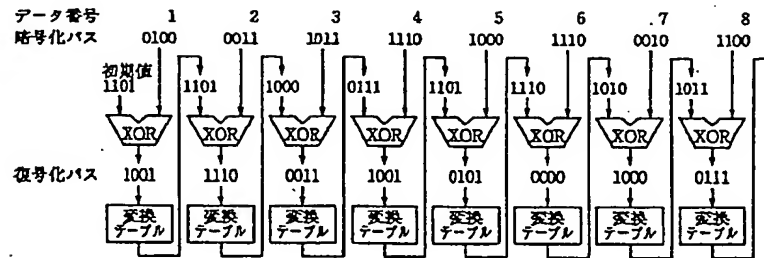 データ番号 1 2 3 4 5 6 7 8
暗号化パス 0100 0011 1011 1110 1000 1110 0010 1100
初期値
1101 1101 1000 0111 1101 1110 1010 1011
XOR XOR XOR XOR XOR XOR XOR XOR
復号化パス 1001 1110 0011 1001 0101 0000 1000 0111
変換 変換 変換 変換 変換 変換 変換 変換
テーブル テーブル テーブル テーブル テーブル テーブル テーブル テーブル